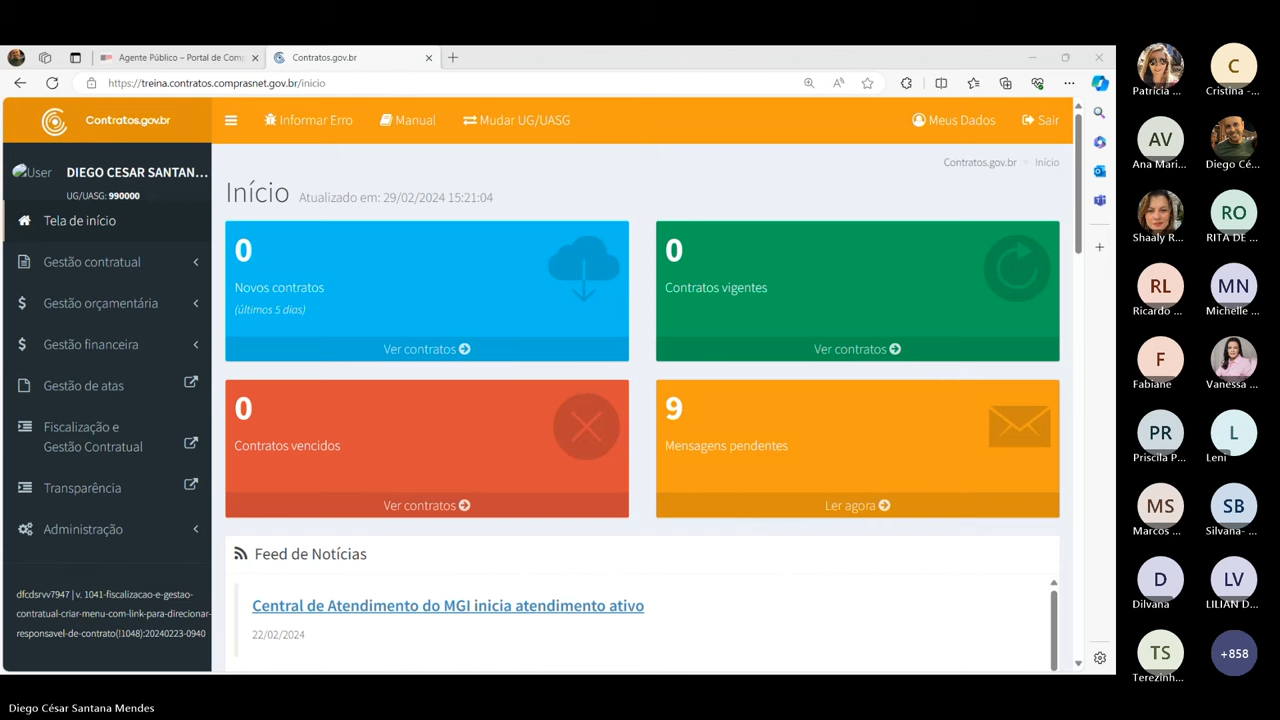 Agente Público – Portal de Comp
Contratos.gov.br
https://treina.contratos.comprasnet.gov.br/inicio
Contratos.gov.br
Informar Erro
Manual
Mudar UG/UASG
Meus Dados
Sair
User
DIEGO CESAR SANTAN...
UG/UASG: 990000
Tela de início
Gestão contratual
Gestão orçamentária
Gestão financeira
Gestão de atas
Fiscalização e
Gestão Contratual
Transparência
Administração
dfcdsrvv7947 | v. 1041-fiscalizacao-e-gestao-
contratual-criar-menu-com-link-para-direcionar-
responsavel-de-contrato(!1048):20240223-0940
Contratos.gov.br > Início
Início Atualizado em: 29/02/2024 15:21:04
0
Novos contratos
(últimos 5 dias)
Ver contratos
0
Contratos vigentes
Ver contratos
0
Contratos vencidos
Ver contratos
9
Mensagens pendentes
Ler agora
Feed de Notícias
Central de Atendimento do MGI inicia atendimento ativo
22/02/2024
Patricia ...
C
Cristina -...
AV
Ana Mari...
Diego Cé...
Shaaly R...
RO
RITA DE ...
RL
Ricardo ...
MN
Michelle ...
F
Fabiane
Vanessa ...
PR
Priscila P...
L
Leni
MS
Marcos ...
SB
Silvana- ...
D
Dilvana
LV
LILIAN D...
TS
Terezinh...
+858
Diego César Santana Mendes